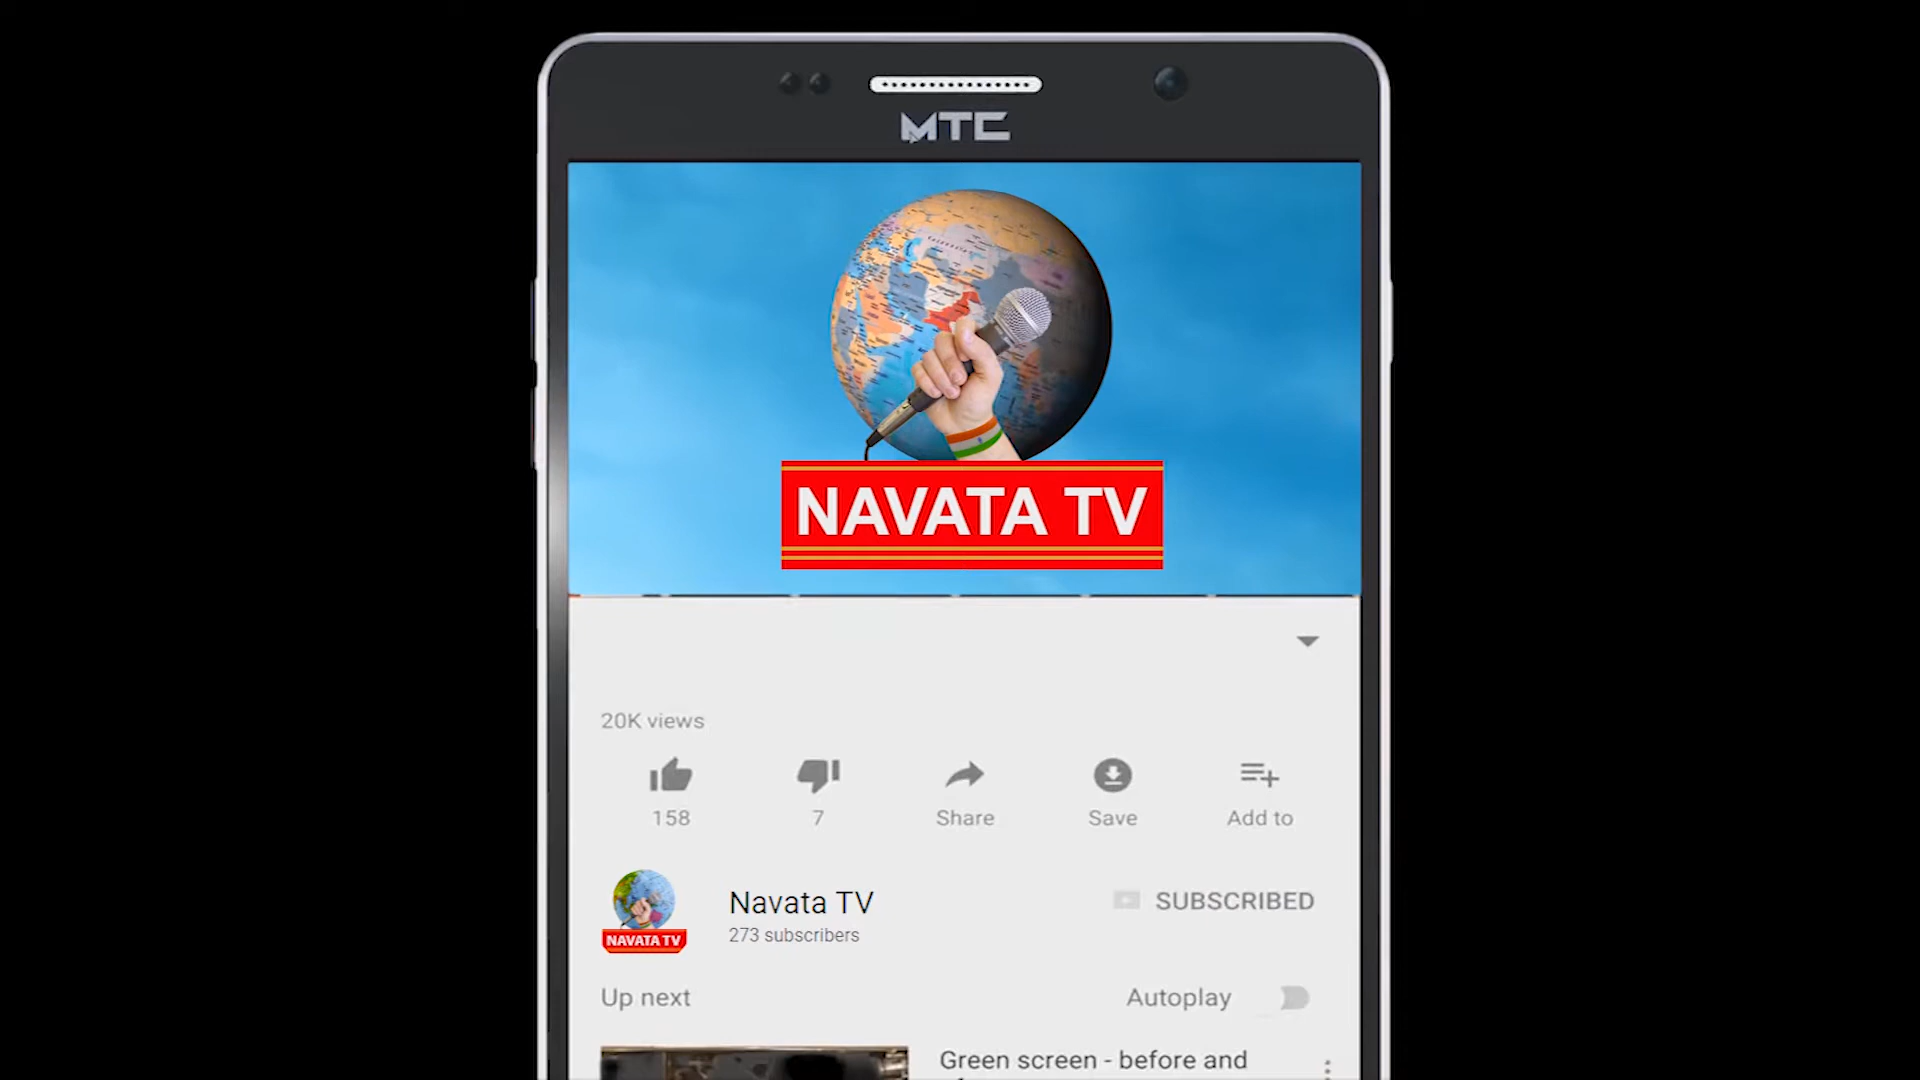 MTC
NAVATA TV
20K views
158
7
Share
Save
Add to
NAVATA TV
Navata TV
273 subscribers
SUBSCRIBED
Up next
Autoplay
Green screen - before and